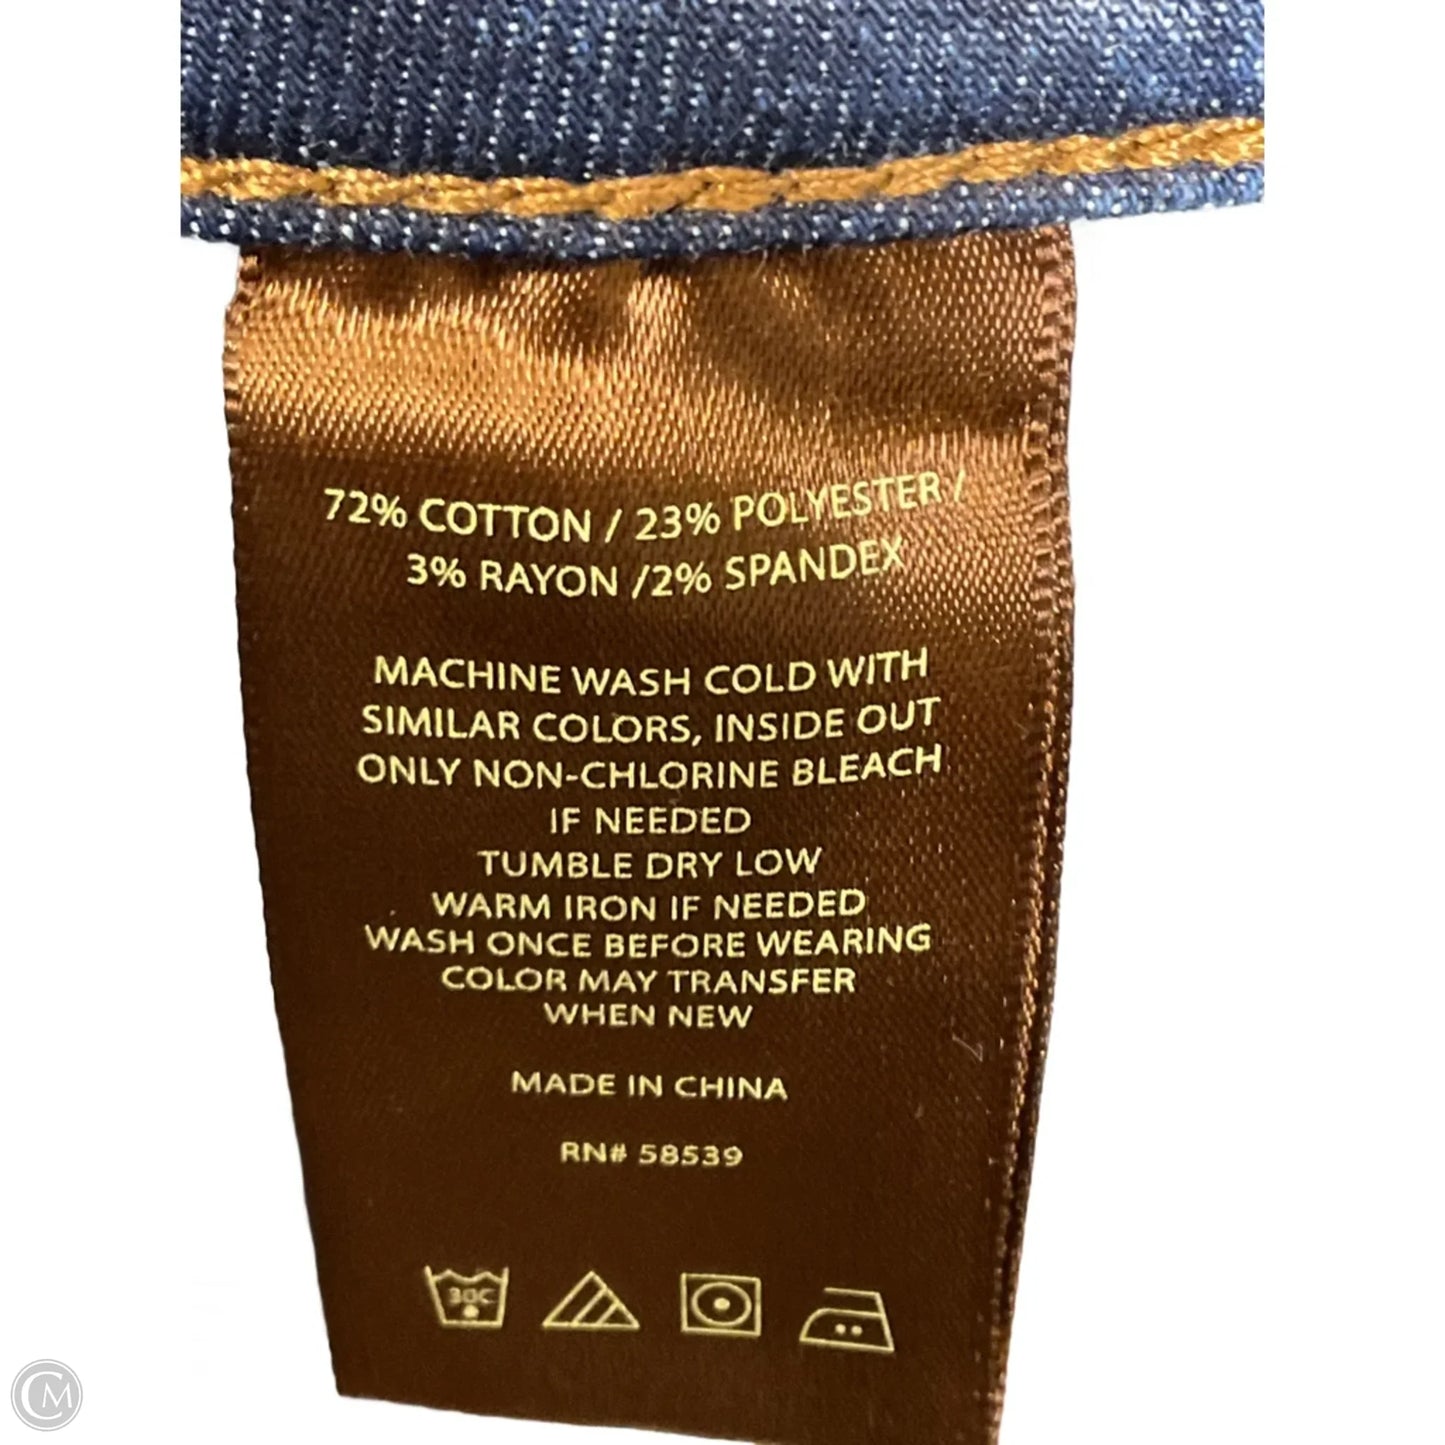 72% COTTON / 23% POLYESTER /
3% RAYON /2% SPANDEX
MACHINE WASH COLD WITH
SIMILAR COLORS, INSIDE OUT
ONLY NON-CHLORINE BLEACH
IF NEEDED
TUMBLE DRY LOW
WARM IRON IF NEEDED
WASH ONCE BEFORE WEARING
COLOR MAY TRANSFER
WHEN NEW
MADE IN CHINA
RN# 58539
30C
CM